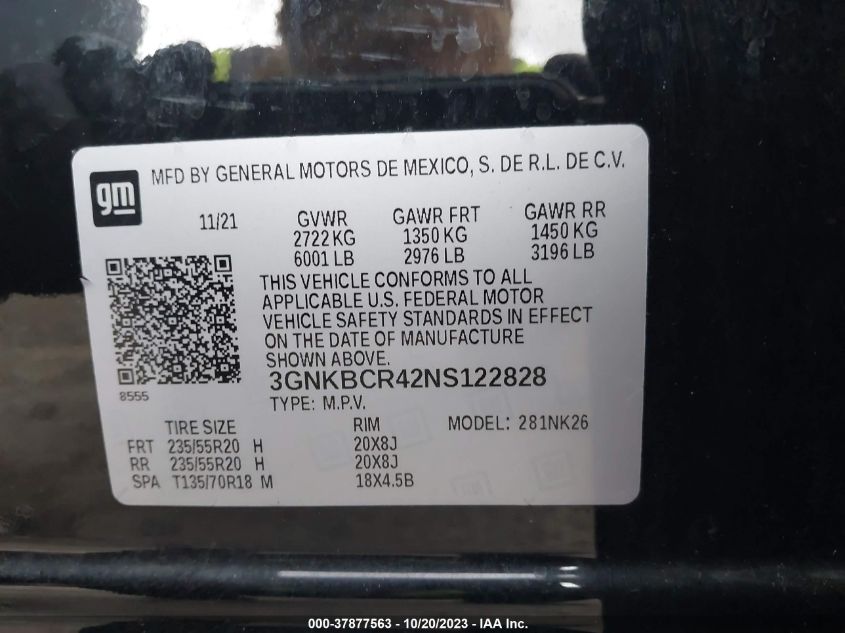 gm
MFD BY GENERAL MOTORS DE MEXICO, S. DE R.L. DE C.V.
11/21
GVWR GAWR FRT GAWR RR
2722 KG 1350 KG 1450 KG
6001 LB 2976 LB 3196 LB
THIS VEHICLE CONFORMS TO ALL
APPLICABLE U.S. FEDERAL MOTOR
VEHICLE SAFETY STANDARDS IN EFFECT
ON THE DATE OF MANUFACTURE
SHOWN ABOVE.
8555
3GNKBCR42NS122828
TYPE: M.P.V.
TIRE SIZE RIM MODEL: 281NK26
FRT 235/55R20 H 20X8J
RR 235/55R20 H 20X8J
SPA T135/70R18 M 18X4.5B
000-37877563 - 10/20/2023 - IAA Inc.